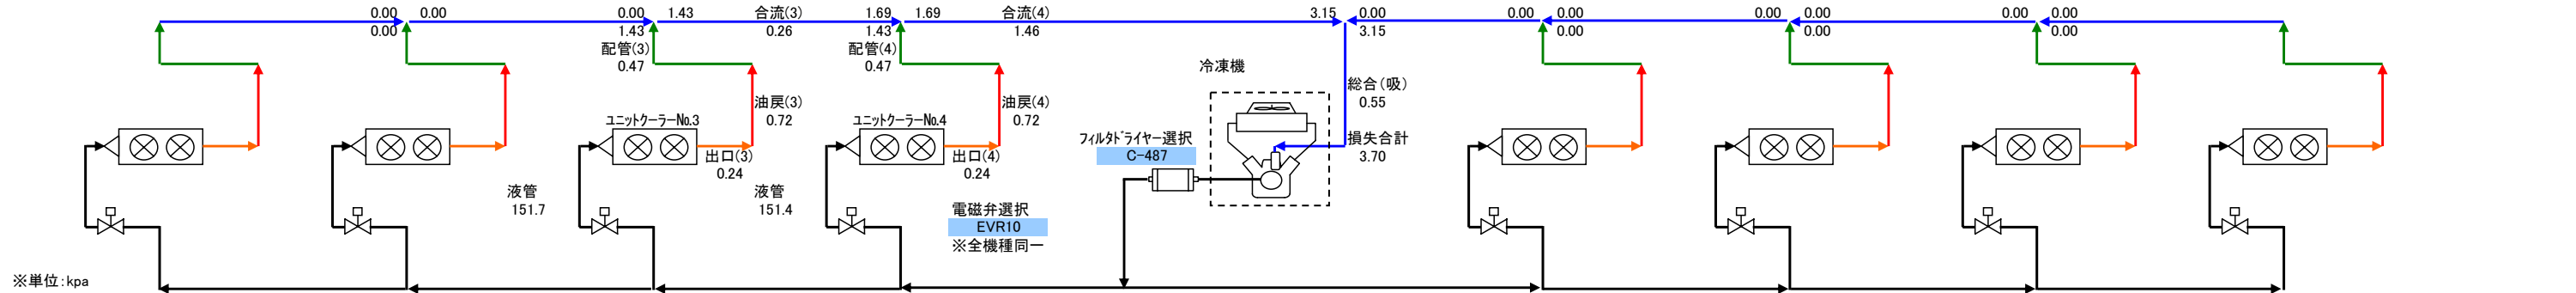 0.00 0.00 0.00 1.43 合流(3) 1.69 1.69 合流(4) 3.15 0.00 0.00 0.00 0.00 0.00 0.00 0.00
0.00 1.43 0.26 1.43 1.46 3.15 0.00 0.00 0.00
配管(3) 配管(4)
0.47 0.47
冷凍機
総合(吸)
0.55
油戻(3) 油戻(4)
0.72 0.72
ユニットクーラーNo.3 ユニットクーラーNo.4
フィルタドライヤー選択 損失合計
C-487 3.70
出口(3) 出口(4)
0.24 0.24
液管 液管
151.7 151.4
電磁弁選択
EVR10
※全機種同一
※単位:kpa